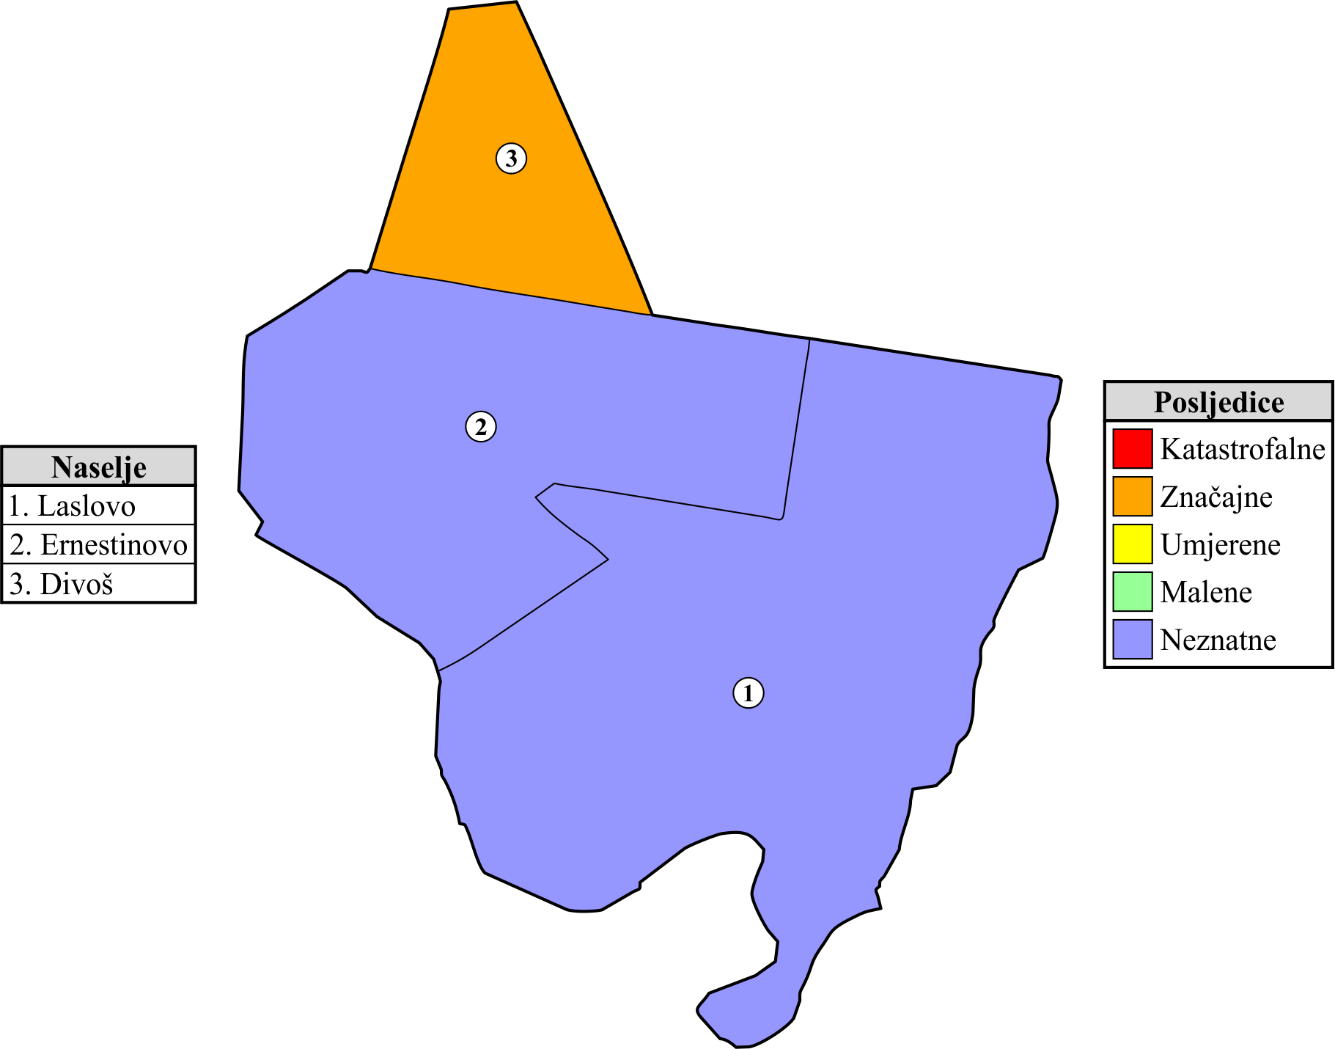 3
2
1
Naselje
1. Laslovo
2. Ernestinovo
3. Divoš
Posljedice
Katastrofalne
Značajne
Umjerene
Malene
Neznatne